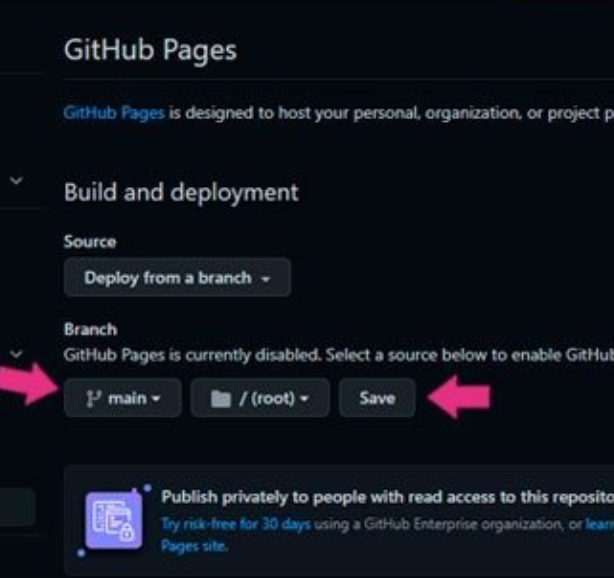 GitHub Pages
GitHub Pages is designed to host your personal, organization, or project p
Build and deployment
Source
Deploy from a branch
Branch
GitHub Pages is currently disabled. Select a source below to enable GitHub
main / (root) Save
Publish privately to people with read access to this reposito
Try risk-free for 30 days using a GitHub Enterprise organization, or learn
Pages site.